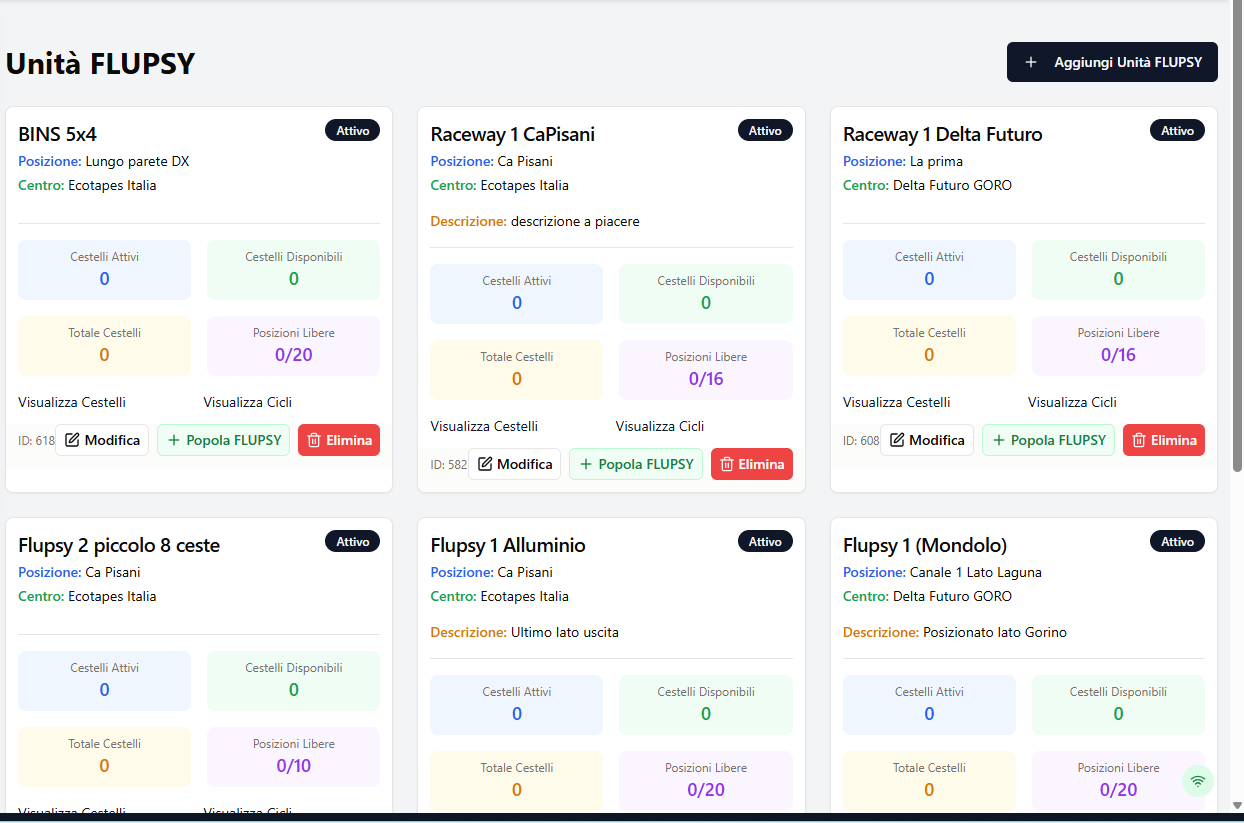 Unità FLUPSY
+ Aggiungi Unità FLUPSY
BINS 5x4
Attivo
Posizione: Lungo parete DX
Centro: Ecotapes Italia
Cestelli Attivi
0
Cestelli Disponibili
0
Totale Cestelli
0
Posizioni Libere
0/20
Visualizza Cestelli
Visualizza Cicli
ID: 618
Modifica
+ Popola FLUPSY
Elimina
Raceway 1 CaPisani
Attivo
Posizione: Ca Pisani
Centro: Ecotapes Italia
Descrizione: descrizione a piacere
Cestelli Attivi
0
Cestelli Disponibili
0
Totale Cestelli
0
Posizioni Libere
0/16
Visualizza Cestelli
Visualizza Cicli
ID: 582
Modifica
+ Popola FLUPSY
Elimina
Raceway 1 Delta Futuro
Attivo
Posizione: La prima
Centro: Delta Futuro GORO
Cestelli Attivi
0
Cestelli Disponibili
0
Totale Cestelli
0
Posizioni Libere
0/16
Visualizza Cestelli
Visualizza Cicli
ID: 608
Modifica
+ Popola FLUPSY
Elimina
Flupsy 2 piccolo 8 ceste
Attivo
Posizione: Ca Pisani
Centro: Ecotapes Italia
Cestelli Attivi
0
Cestelli Disponibili
0
Totale Cestelli
0
Posizioni Libere
0/10
Visualizza Cestelli
Visualizza Cicli
Flupsy 1 Alluminio
Attivo
Posizione: Ca Pisani
Centro: Ecotapes Italia
Descrizione: Ultimo lato uscita
Cestelli Attivi
0
Cestelli Disponibili
0
Totale Cestelli
0
Posizioni Libere
0/20
Flupsy 1 (Mondolo)
Attivo
Posizione: Canale 1 Lato Laguna
Centro: Delta Futuro GORO
Descrizione: Posizionato lato Gorino
Cestelli Attivi
0
Cestelli Disponibili
0
Totale Cestelli
0
Posizioni Libere
0/20